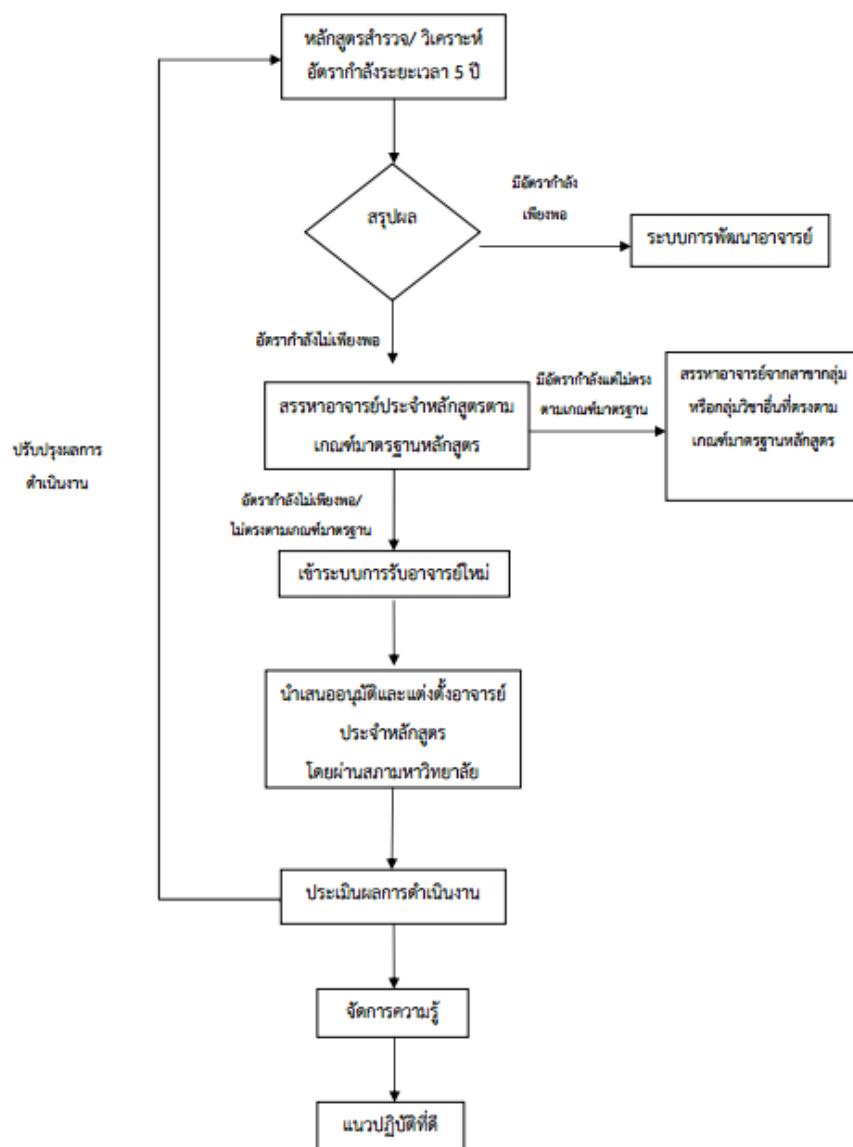 หลักสูตรสำรวจ/ วิเคราะห์
อัตรากำลังระยะเวลา 5 ปี
สรุปผล
มีอัตรากำลัง
เพียงพอ
ระบบการพัฒนาอาจารย์
อัตรากำลังไม่เพียงพอ
สรรหาอาจารย์ประจำหลักสูตรตาม
เกณฑ์มาตรฐานหลักสูตร
มีอัตรากำลังแต่ไม่ตรง
ตามเกณฑ์มาตรฐาน
สรรหาอาจารย์จากสาขากลุ่ม
หรือกลุ่มวิชาอื่นที่ตรงตาม
เกณฑ์มาตรฐานหลักสูตร
ปรับปรุงผลการ
ดำเนินงาน
อัตรากำลังไม่เพียงพอ/
ไม่ตรงตามเกณฑ์มาตรฐาน
เข้าระบบการรับอาจารย์ใหม่
นำเสนออนุมัติและแต่งตั้งอาจารย์
ประจำหลักสูตร
โดยผ่านสภามหาวิทยาลัย
ประเมินผลการดำเนินงาน
จัดการความรู้
แนวปฏิบัติที่ดี